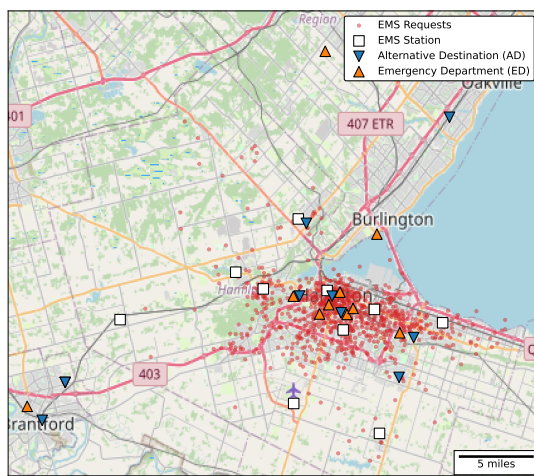 Region
EMS Requests
EMS Station
Alternative Destination (AD)
Emergency Department (ED)
Oakville
401
407 ETR
Burlington
Hamilton
403
Brantford
Q
5 miles